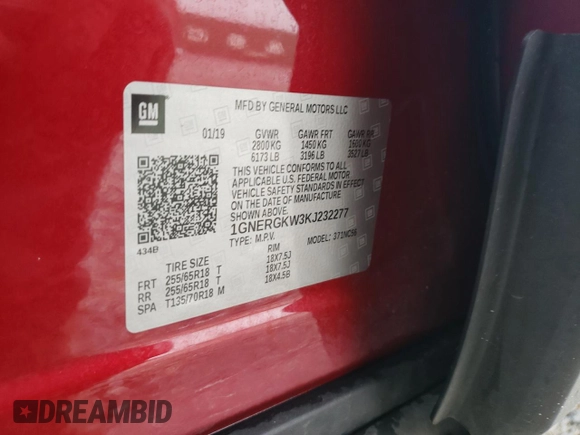 GM
MFD BY GENERAL MOTORS LLC
01/19 GVWR GAWR FRT GAWR RR
2800 KG 1450 KG 1600 KG
6173 LB 3196 LB 3527 LB
THIS VEHICLE CONFORMS TO ALL
APPLICABLE U.S. FEDERAL MOTOR
VEHICLE SAFETY STANDARDS IN EFFECT
ON THE DATE OF MANUFACTURE
SHOWN ABOVE.
1GNERGKW3KJ232277
TYPE: M.P.V. MODEL: 371NC56
434B
TIRE SIZE RIM
FRT 255/65R18 T 18X7.5J
RR 255/65R18 T 18X7.5J
SPA T135/70R18 M 18X4.5B
DREAMBID